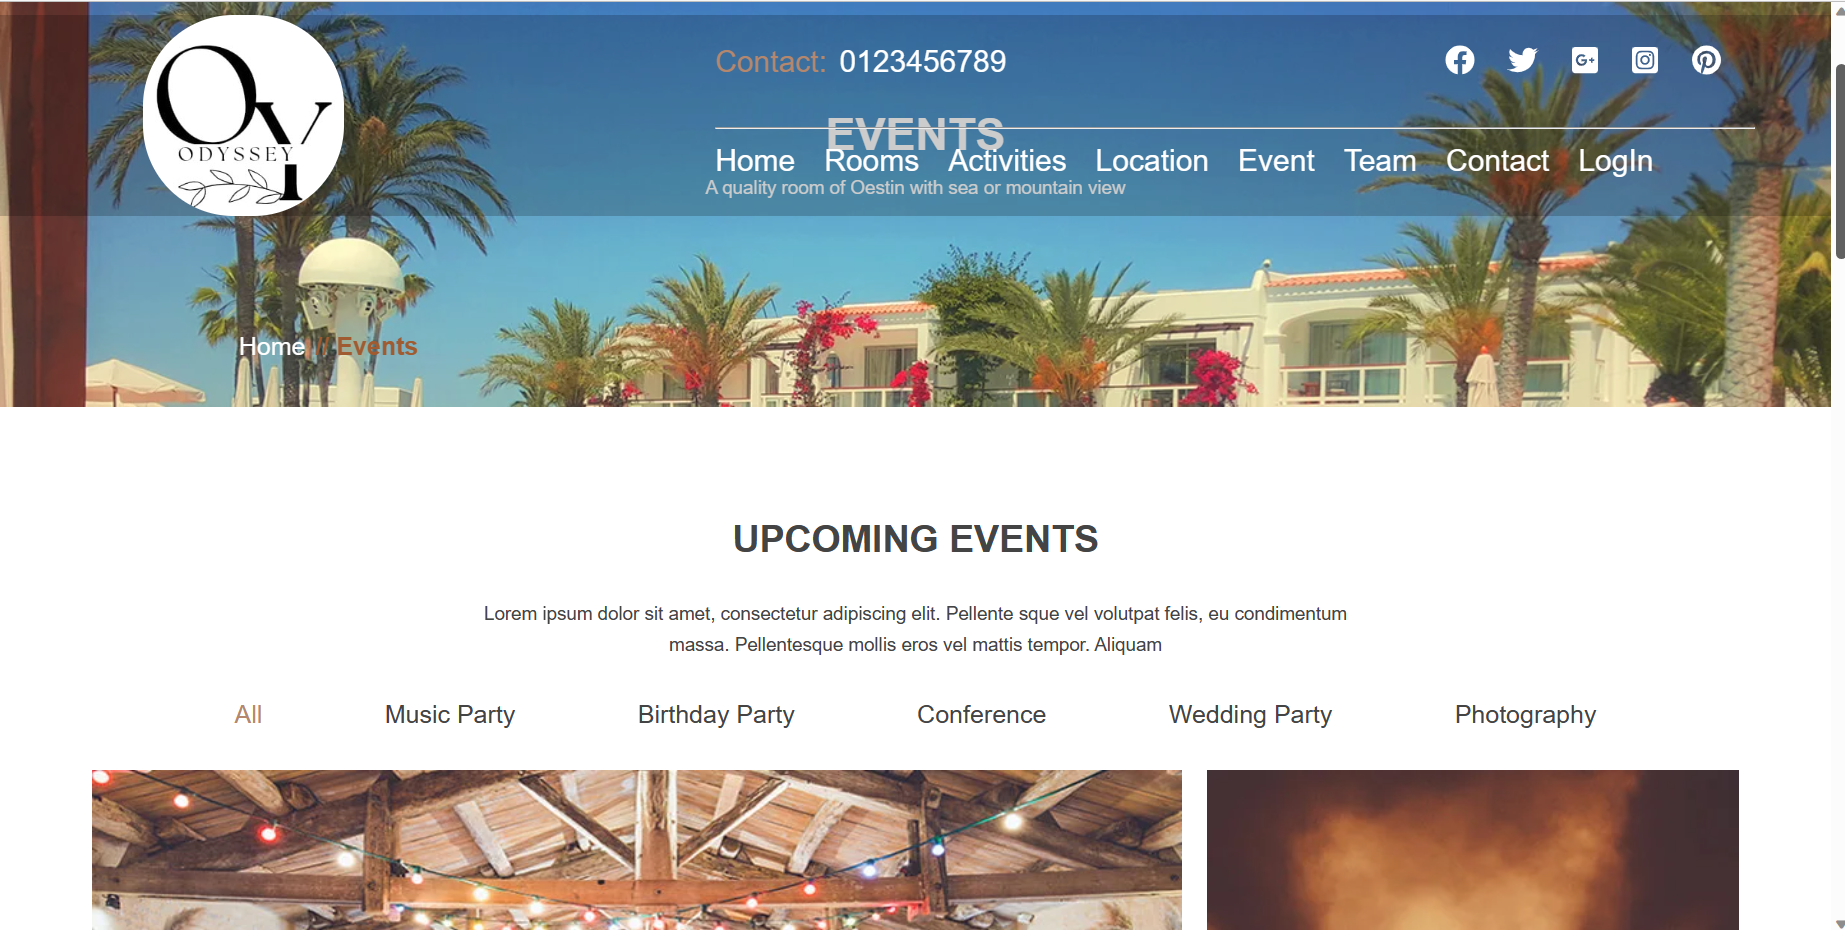 OY
ODYSSEY
Contact: 0123456789
EVENTS
Home Rooms Activities Location Event Team Contact LogIn
A quality room of Oestin with sea or mountain view
Home // Events
UPCOMING EVENTS
Lorem ipsum dolor sit amet, consectetur adipiscing elit. Pellente sque vel volutpat felis, eu condimentum
massa. Pellentesque mollis eros vel mattis tempor. Aliquam
All Music Party Birthday Party Conference Wedding Party Photography